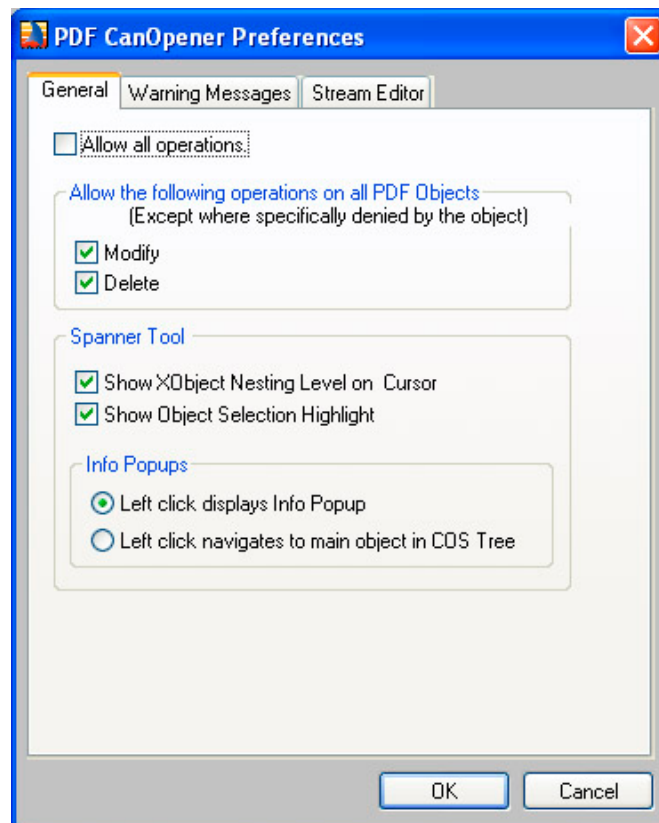 PDF CanOpener Preferences
General Warning Messages Stream Editor
Allow all operations.
Allow the following operations on all PDF Objects
(Except where specifically denied by the object)
Modify
Delete
Spanner Tool
Show XObject Nesting Level on Cursor
Show Object Selection Highlight
Info Popups
Left click displays Info Popup
Left click navigates to main object in COS Tree
OK Cancel